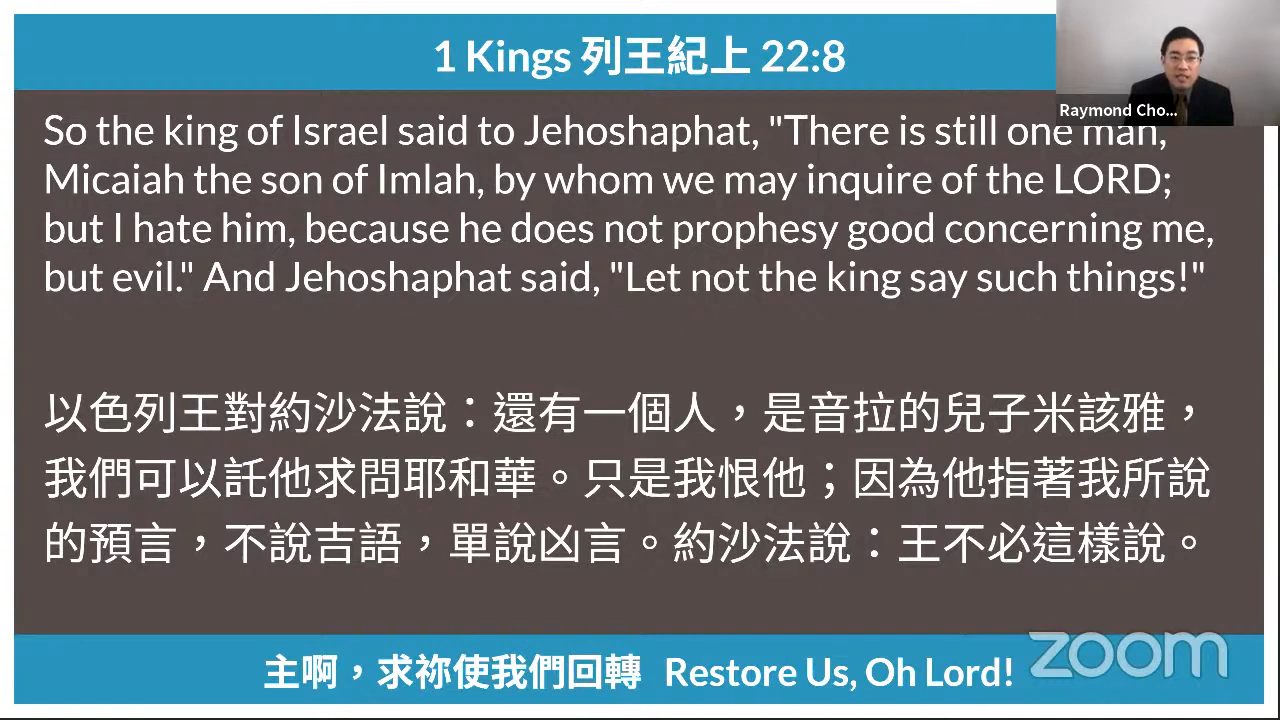 1 Kings 列王紀上 22:8
Raymond Cho...
So the king of Israel said to Jehoshaphat, "There is still one man,
Micaiah the son of Imlah, by whom we may inquire of the LORD;
but I hate him, because he does not prophesy good concerning me,
but evil." And Jehoshaphat said, "Let not the king say such things!"
以色列王對約沙法說：還有一個人，是音拉的兒子米該雅，
我們可以託他求問耶和華。只是我恨他；因為他指著我所說
的預言，不說吉語，單說凶言。約沙法說：王不必這樣說。
主啊，求祢使我們回轉 Restore Us, Oh Lord!
zoom